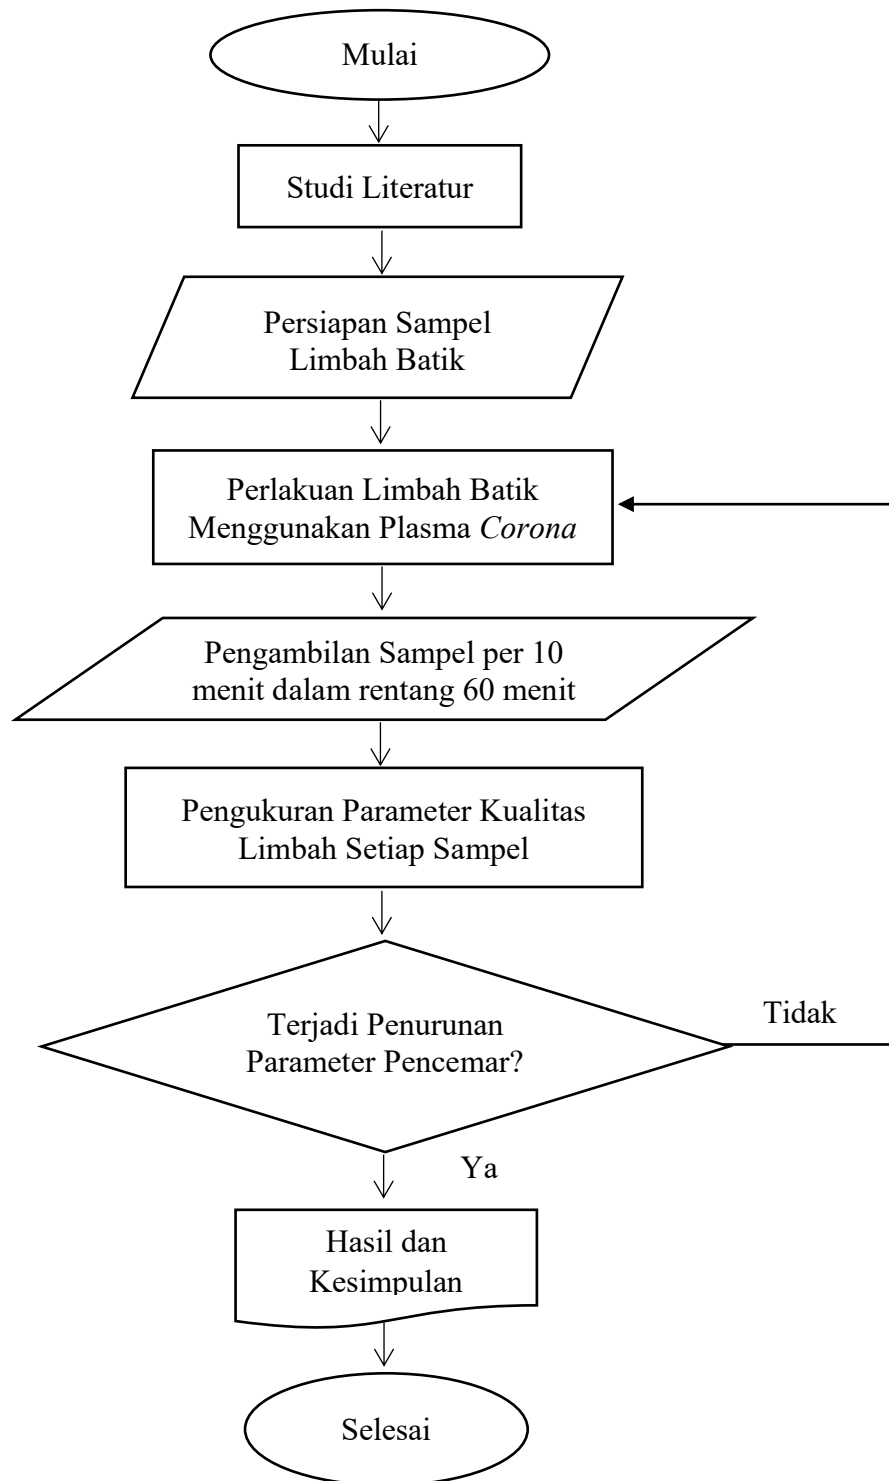 Mulai
Studi Literatur
Persiapan Sampel
Limbah Batik
Perlakuan Limbah Batik
Menggunakan Plasma Corona
Pengambilan Sampel per 10
menit dalam rentang 60 menit
Pengukuran Parameter Kualitas
Limbah Setiap Sampel
Terjadi Penurunan
Parameter Pencemar?
Tidak
Ya
Hasil dan
Kesimpulan
Selesai